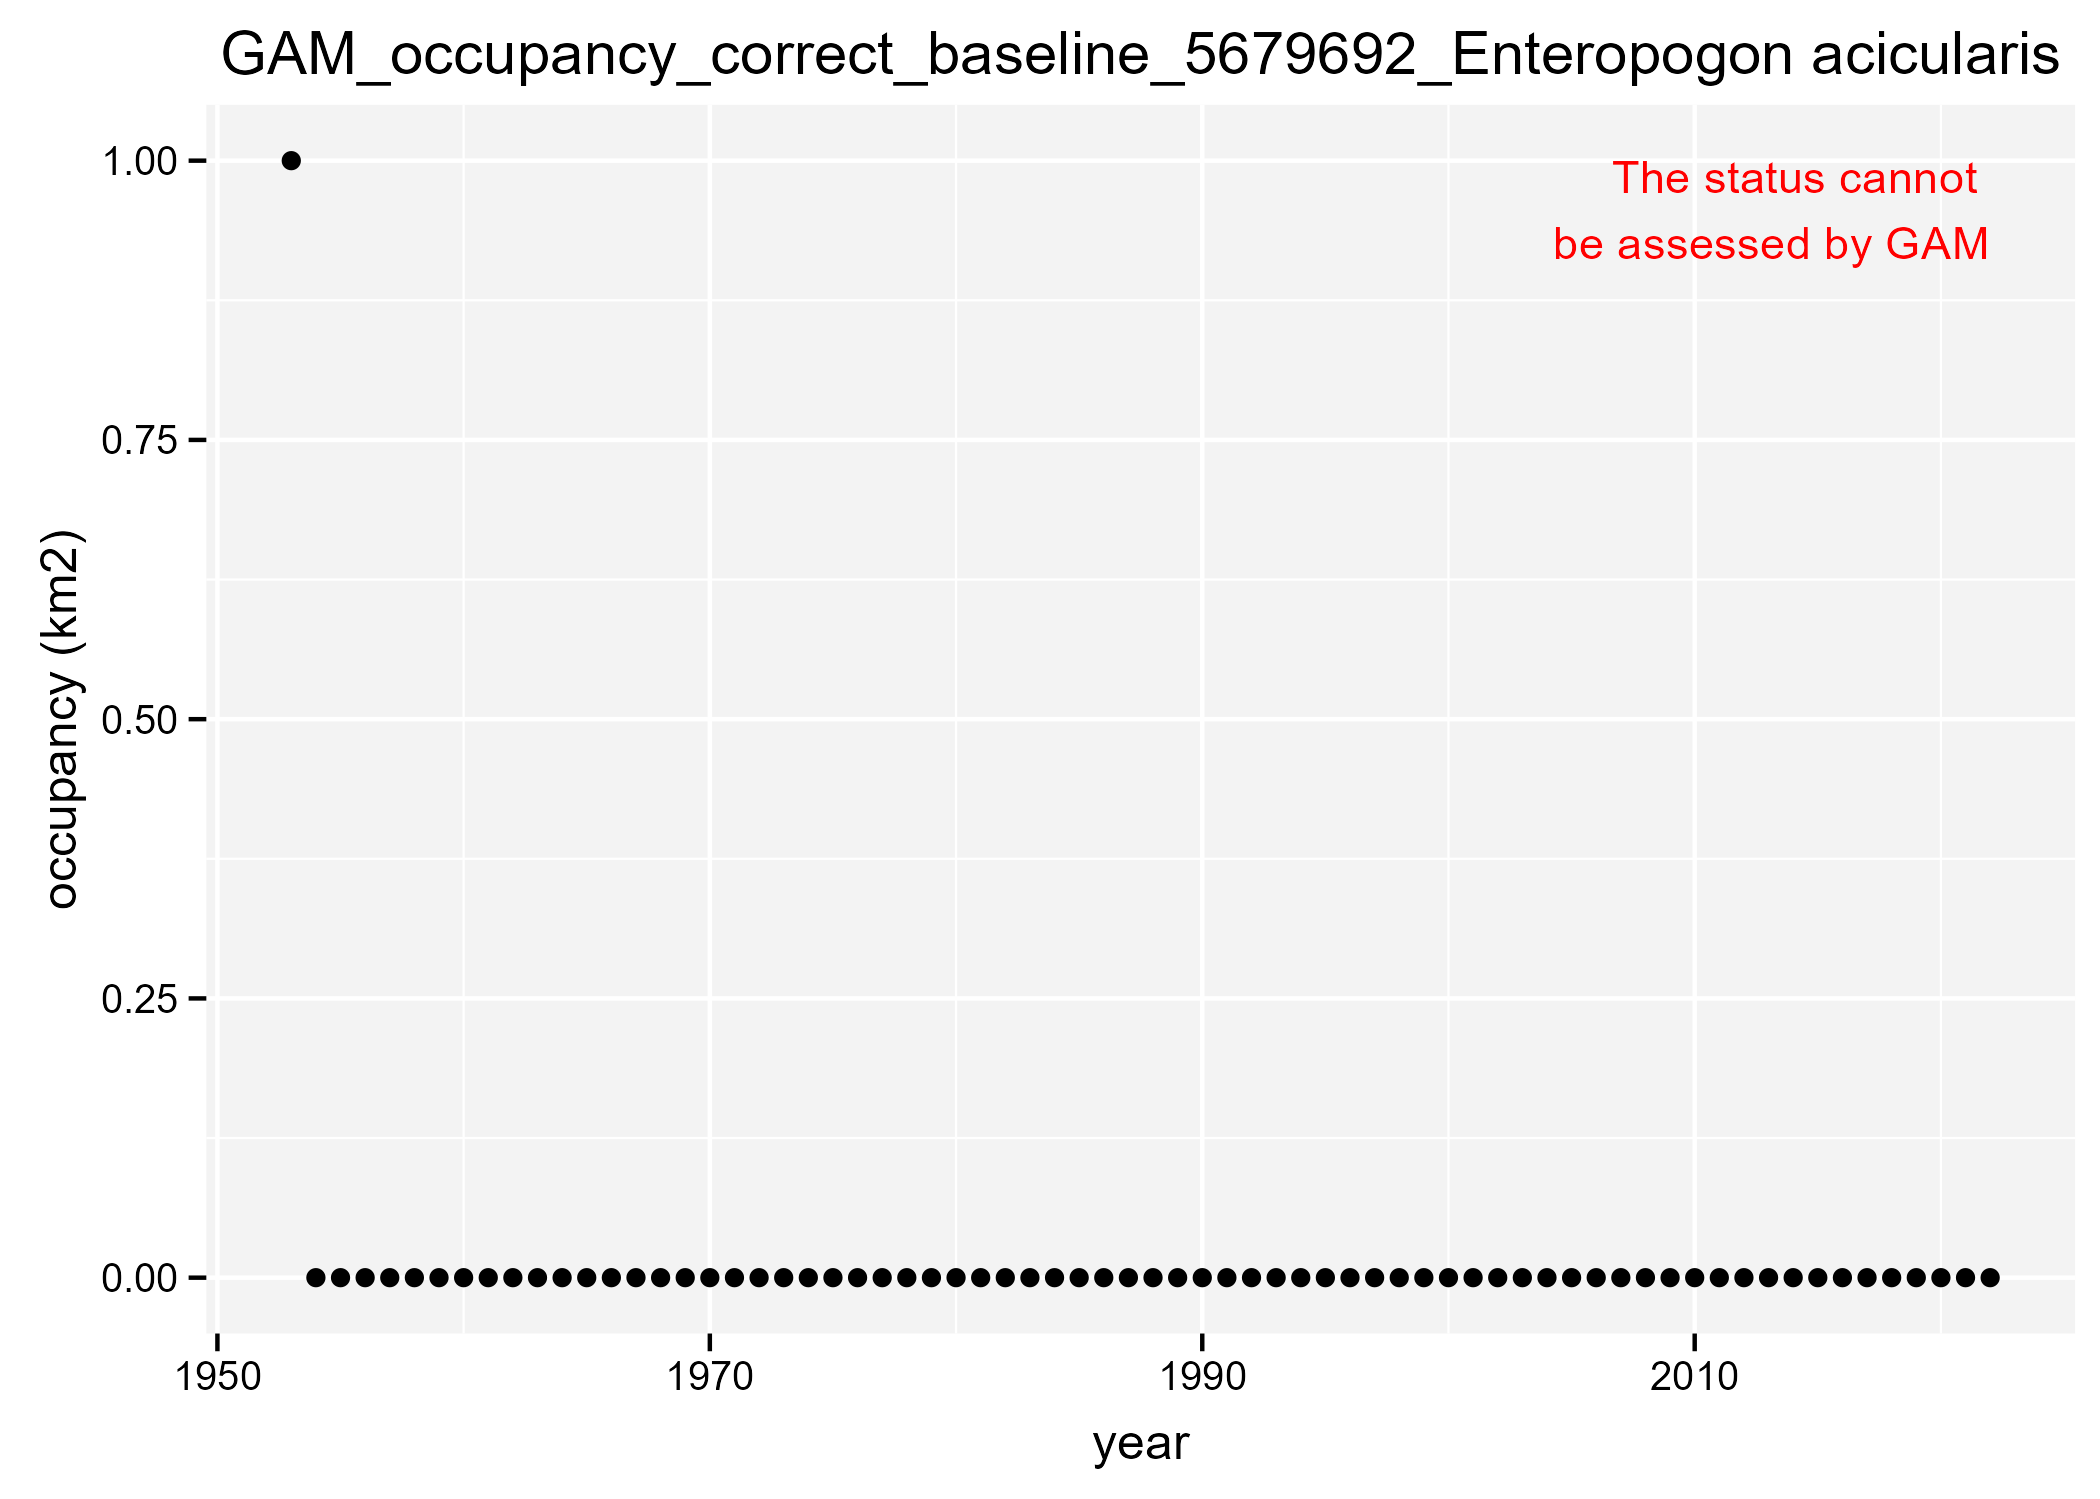 GAM_occupancy_correct_baseline_5679692_Enteropogon acicularis
The status cannot
be assessed by GAM
1.00
0.75
0.50
0.25
0.00
occupancy (km2)
1950 1970 1990 2010
year